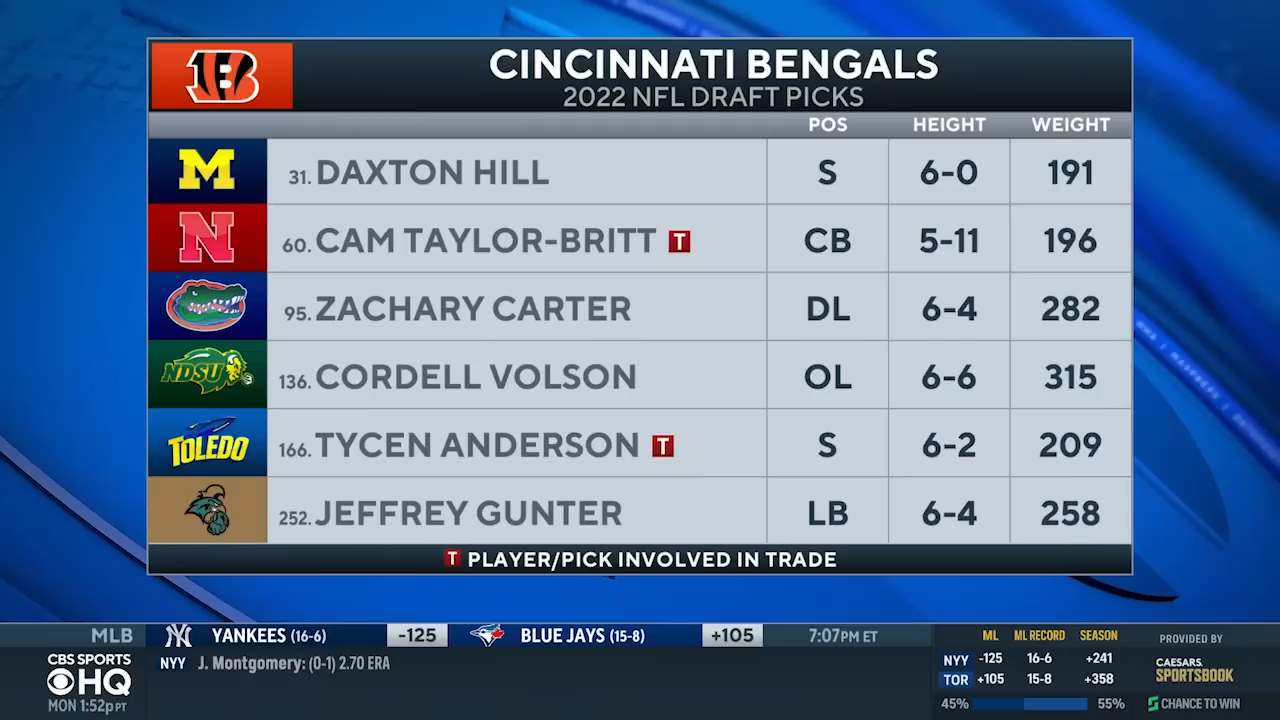 B
CINCINNATI BENGALS
2022 NFL DRAFT PICKS
POS HEIGHT WEIGHT
M 31. DAXTON HILL S 6-0 191
N 60. CAM TAYLOR-BRITT T CB 5-11 196
95. ZACHARY CARTER DL 6-4 282
NDSU 136. CORDELL VOLSON OL 6-6 315
TOLEDO 166. TYCEN ANDERSON T S 6-2 209
252. JEFFREY GUNTER LB 6-4 258
T PLAYER/PICK INVOLVED IN TRADE
MLB NY YANKEES (16-6) -125 BLUE JAYS (15-8) +105 7:07PM ET
CBS SPORTS
HQ
MON 1:52P PT
NYY J. Montgomery: (0-1) 2.70 ERA
ML ML RECORD SEASON
NYY -125 16-6 +241
TOR +105 15-8 +358
45% 55%
PROVIDED BY
CAESARS
SPORTSBOOK
S CHANCE TO WIN